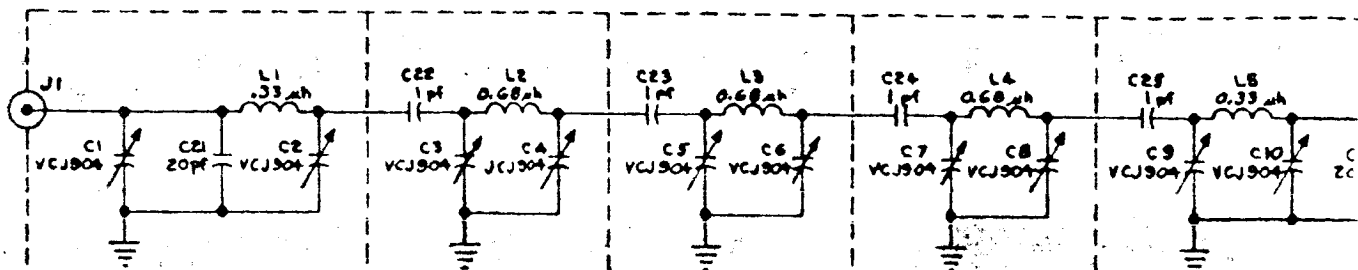 J1
L1
.33 µh
C22
1 pf
L2
0.68 µh
C23
1 pf
L3
0.68 µh
C24
1 pf
L4
0.68 µh
C25
1 pf
L5
0.33 µh
C1
VCJ904
C21
20pf
C2
VCJ904
C3
VCJ904
C4
JCJ904
C5
VCJ904
C6
VCJ904
C7
VCJ904
C8
VCJ904
C9
VCJ904
C10
VCJ904